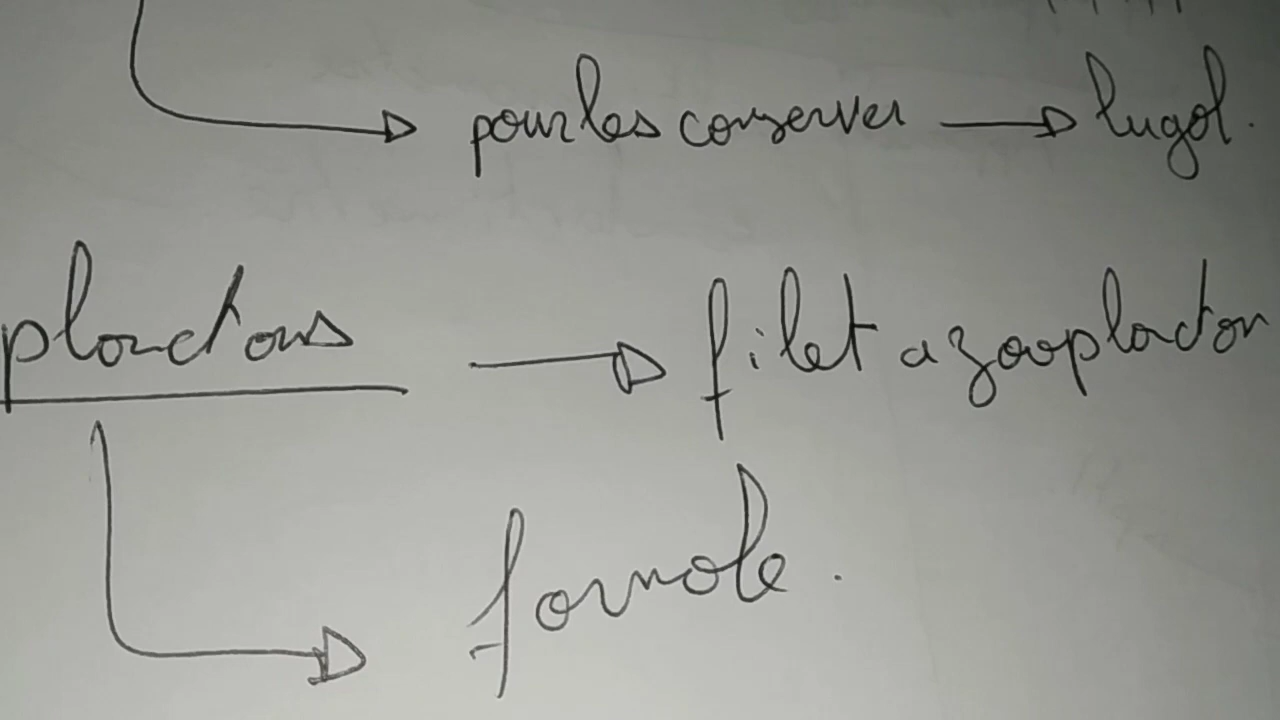 pour les conserver → lugol.
planctons → filet a zooplancton
formole.